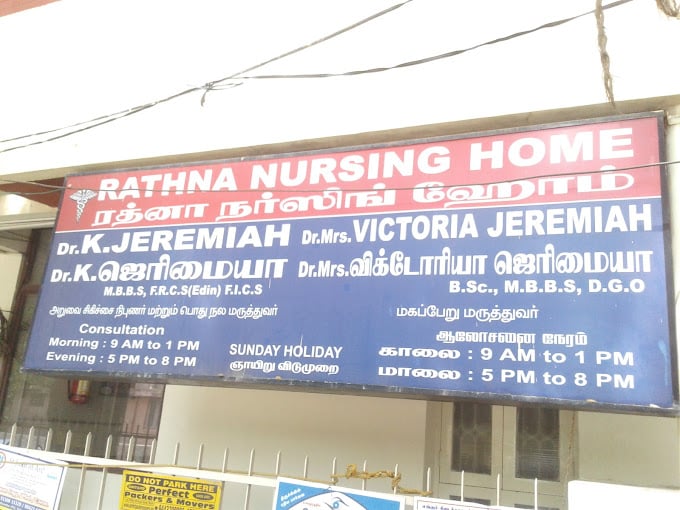 RATHNA NURSING HOME
ரத்னா நர்ஸிங் ஹோம்
Dr.K.JEREMIAH Dr.Mrs.VICTORIA JEREMIAH
Dr.K.ஜெரிமையா Dr.Mrs.விக்டோரியா ஜெரிமையா
M.B.B.S, F.R.C.S(Edin) F.I.C.S B.Sc., M.B.B.S, D.G.O
அறுவை சிகிச்சை நிபுணர் மற்றும் பொது நல மருத்துவர் மகப்பேறு மருத்துவர்
Consultation ஆலோசனை நேரம்
Morning : 9 AM to 1 PM SUNDAY HOLIDAY காலை : 9 AM to 1 PM
Evening : 5 PM to 8 PM ஞாயிறு விடுமுறை மாலை : 5 PM to 8 PM
DO NOT PARK HERE
Perfect
Packers & Movers